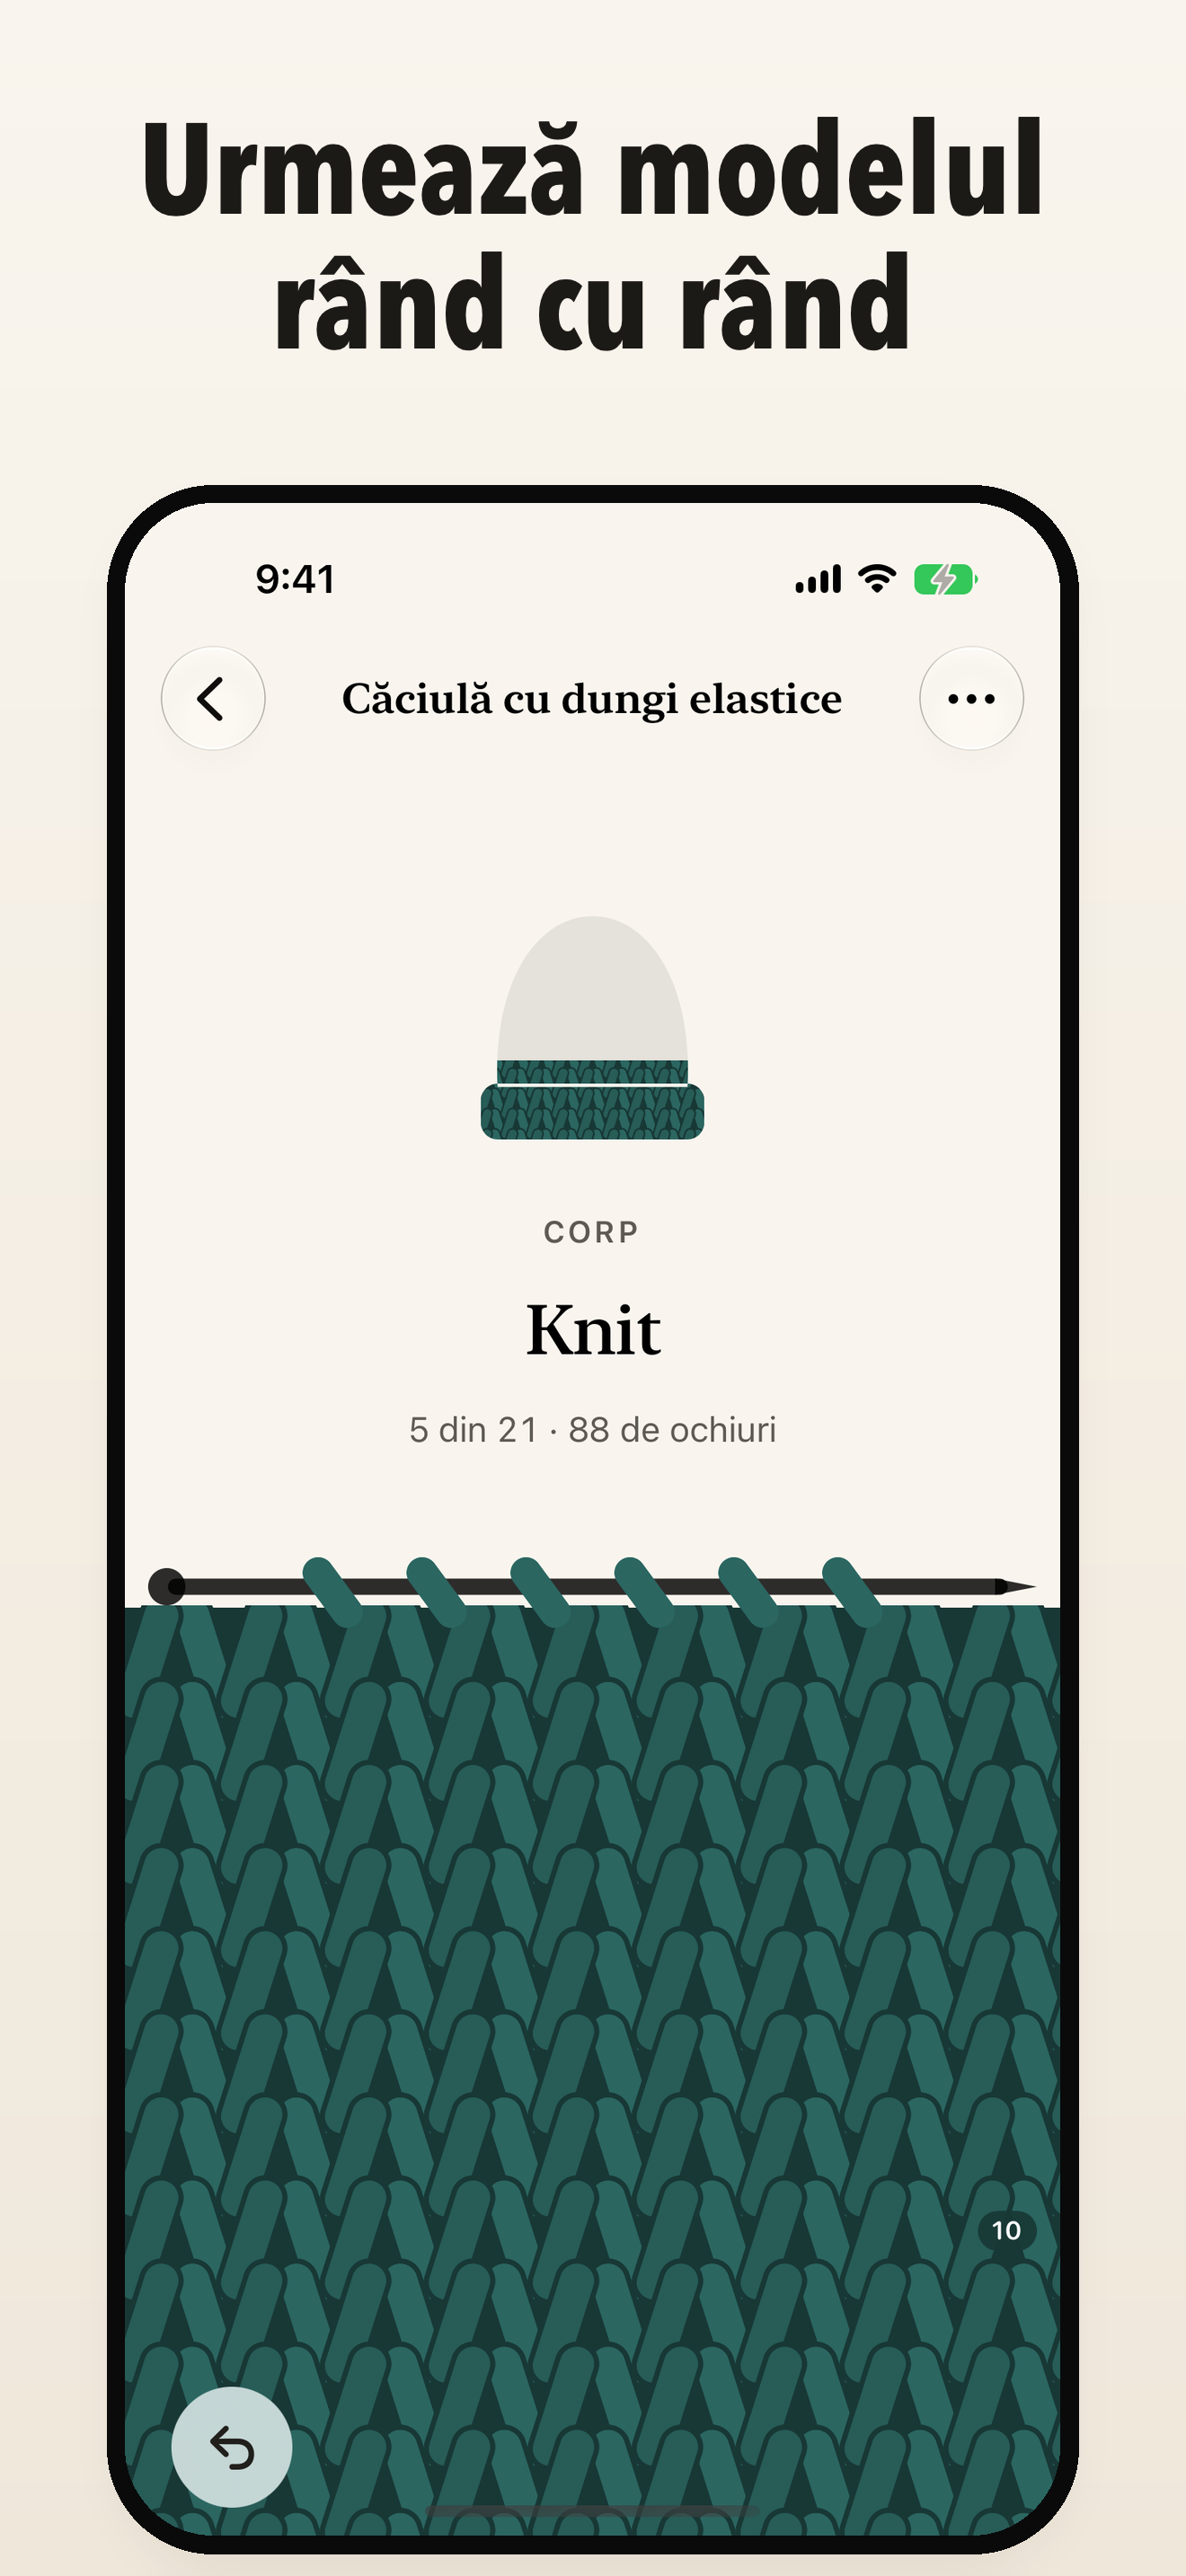 Urmează modelul
rând cu rând
9:41
Căciulă cu dungi elastice
CORP
Knit
5 din 21 · 88 de ochiuri
10